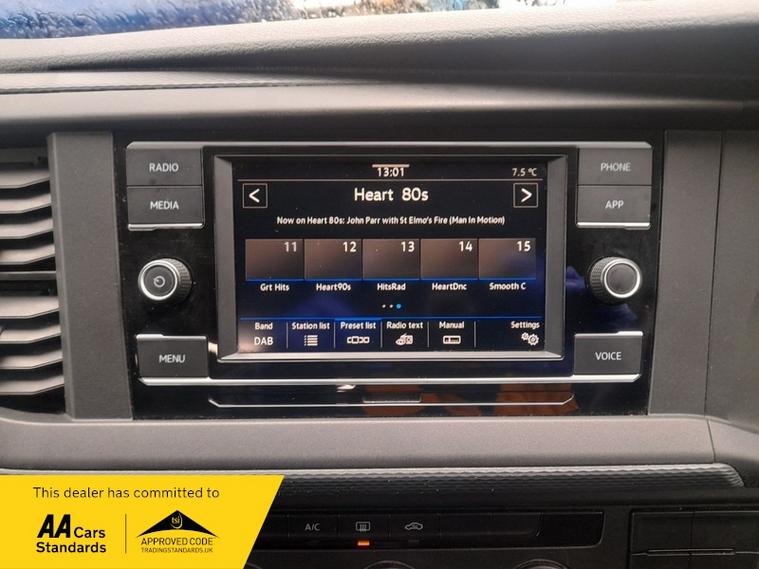 RADIO
MEDIA
MENU
PHONE
APP
VOICE
13:01
7.5 °C
< Heart 80s >
Now on Heart 80s: John Parr with St Elmo's Fire (Man In Motion)
11 12 13 14 15
Grt Hits Heart90s HitsRad HeartDnc Smooth C
Band Station list Preset list Radio text Manual Settings
DAB
A/C
This dealer has committed to
AA Cars
Standards
tsi
APPROVED CODE
TRADINGSTANDARDS.UK